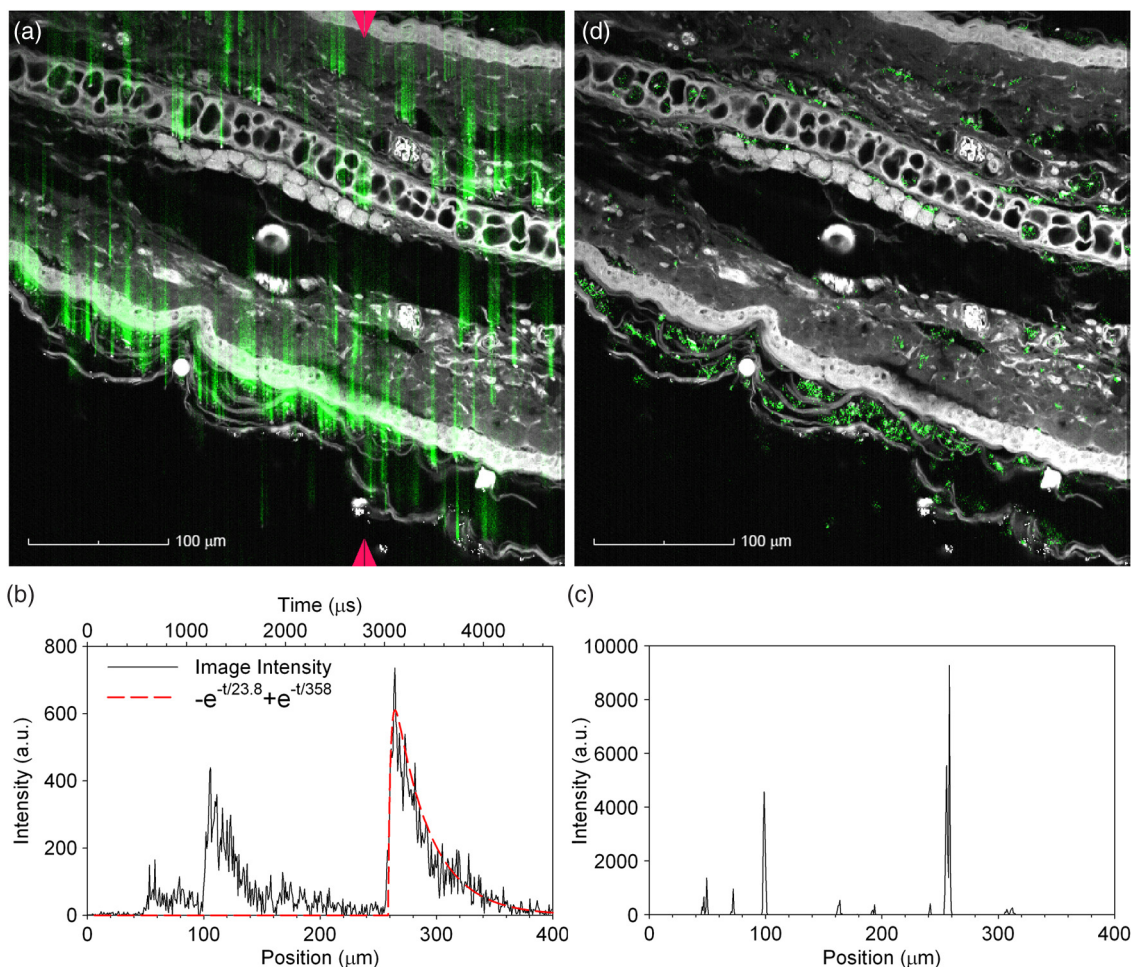 (a)
(d)
100 μm
100 μm
(b)
(c)
Time (μs)
0 1000 2000 3000 4000
800
600
400
200
0
Intensity (a.u.)
Image Intensity
-e^-t/23.8+e^-t/358
0 100 200 300 400
Position (μm)
10000
8000
6000
4000
2000
0
Intensity (a.u.)
0 100 200 300 400
Position (μm)